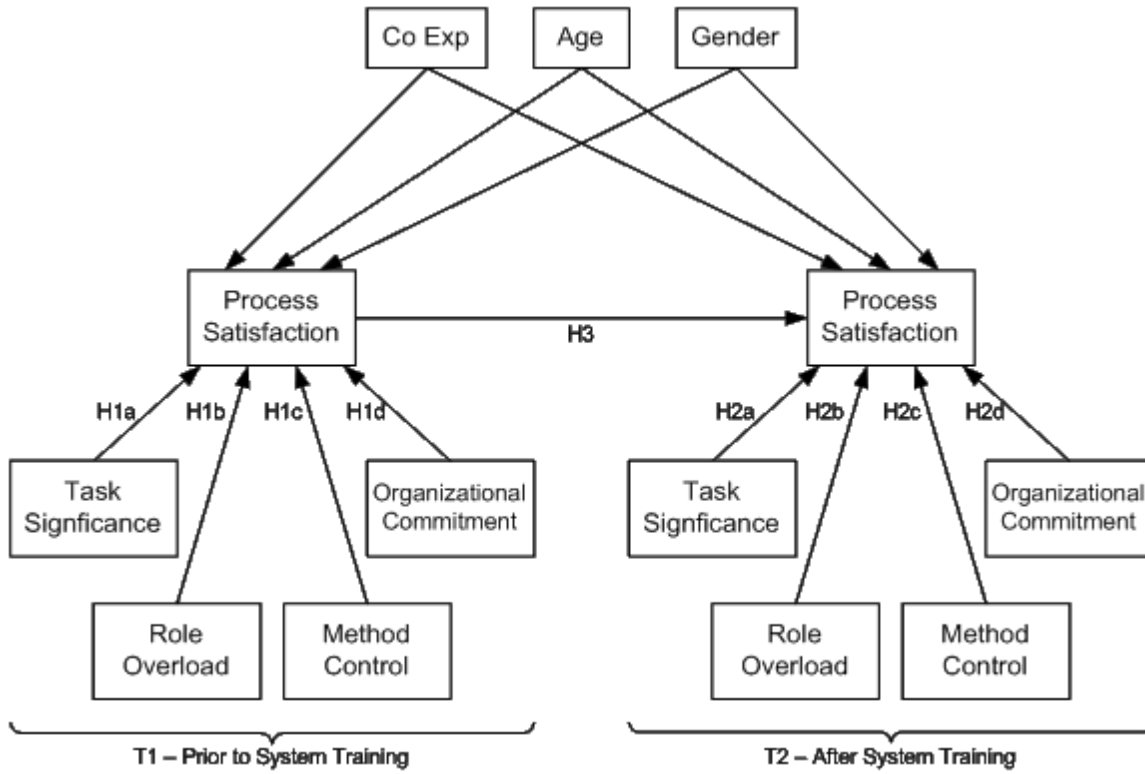 Co Exp
Age
Gender
Process
Satisfaction
Process
Satisfaction
H3
H1a
H1b
H1c
H1d
H2a
H2b
H2c
H2d
Task
Signficance
Organizational
Commitment
Task
Signficance
Organizational
Commitment
Role
Overload
Method
Control
Role
Overload
Method
Control
T1 – Prior to System Training
T2 – After System Training